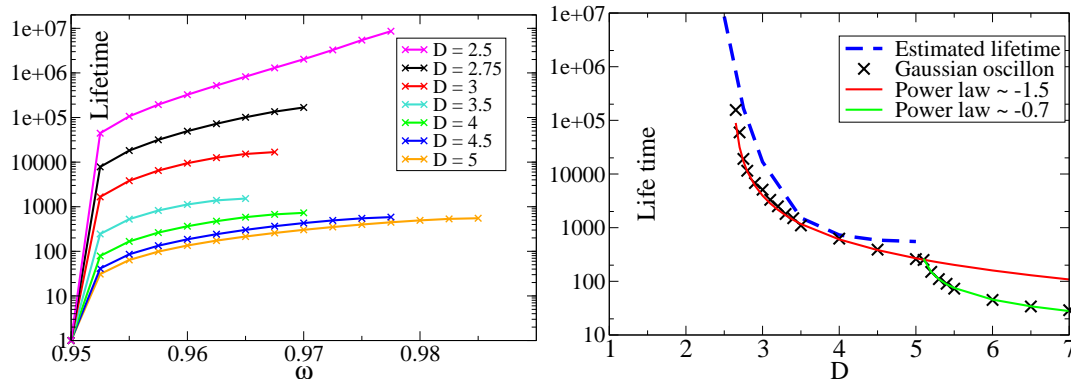 1e+07
1e+06
1e+05
10000
1000
100
10
1
Lifetime
D = 2.5
D = 2.75
D = 3
D = 3.5
D = 4
D = 4.5
D = 5
0.95
0.96
0.97
0.98
ω
1e+07
1e+06
1e+05
10000
1000
100
10
Life time
Estimated lifetime
Gaussian oscillon
Power law ~ -1.5
Power law ~ -0.7
1
2
3
4
5
6
7
D